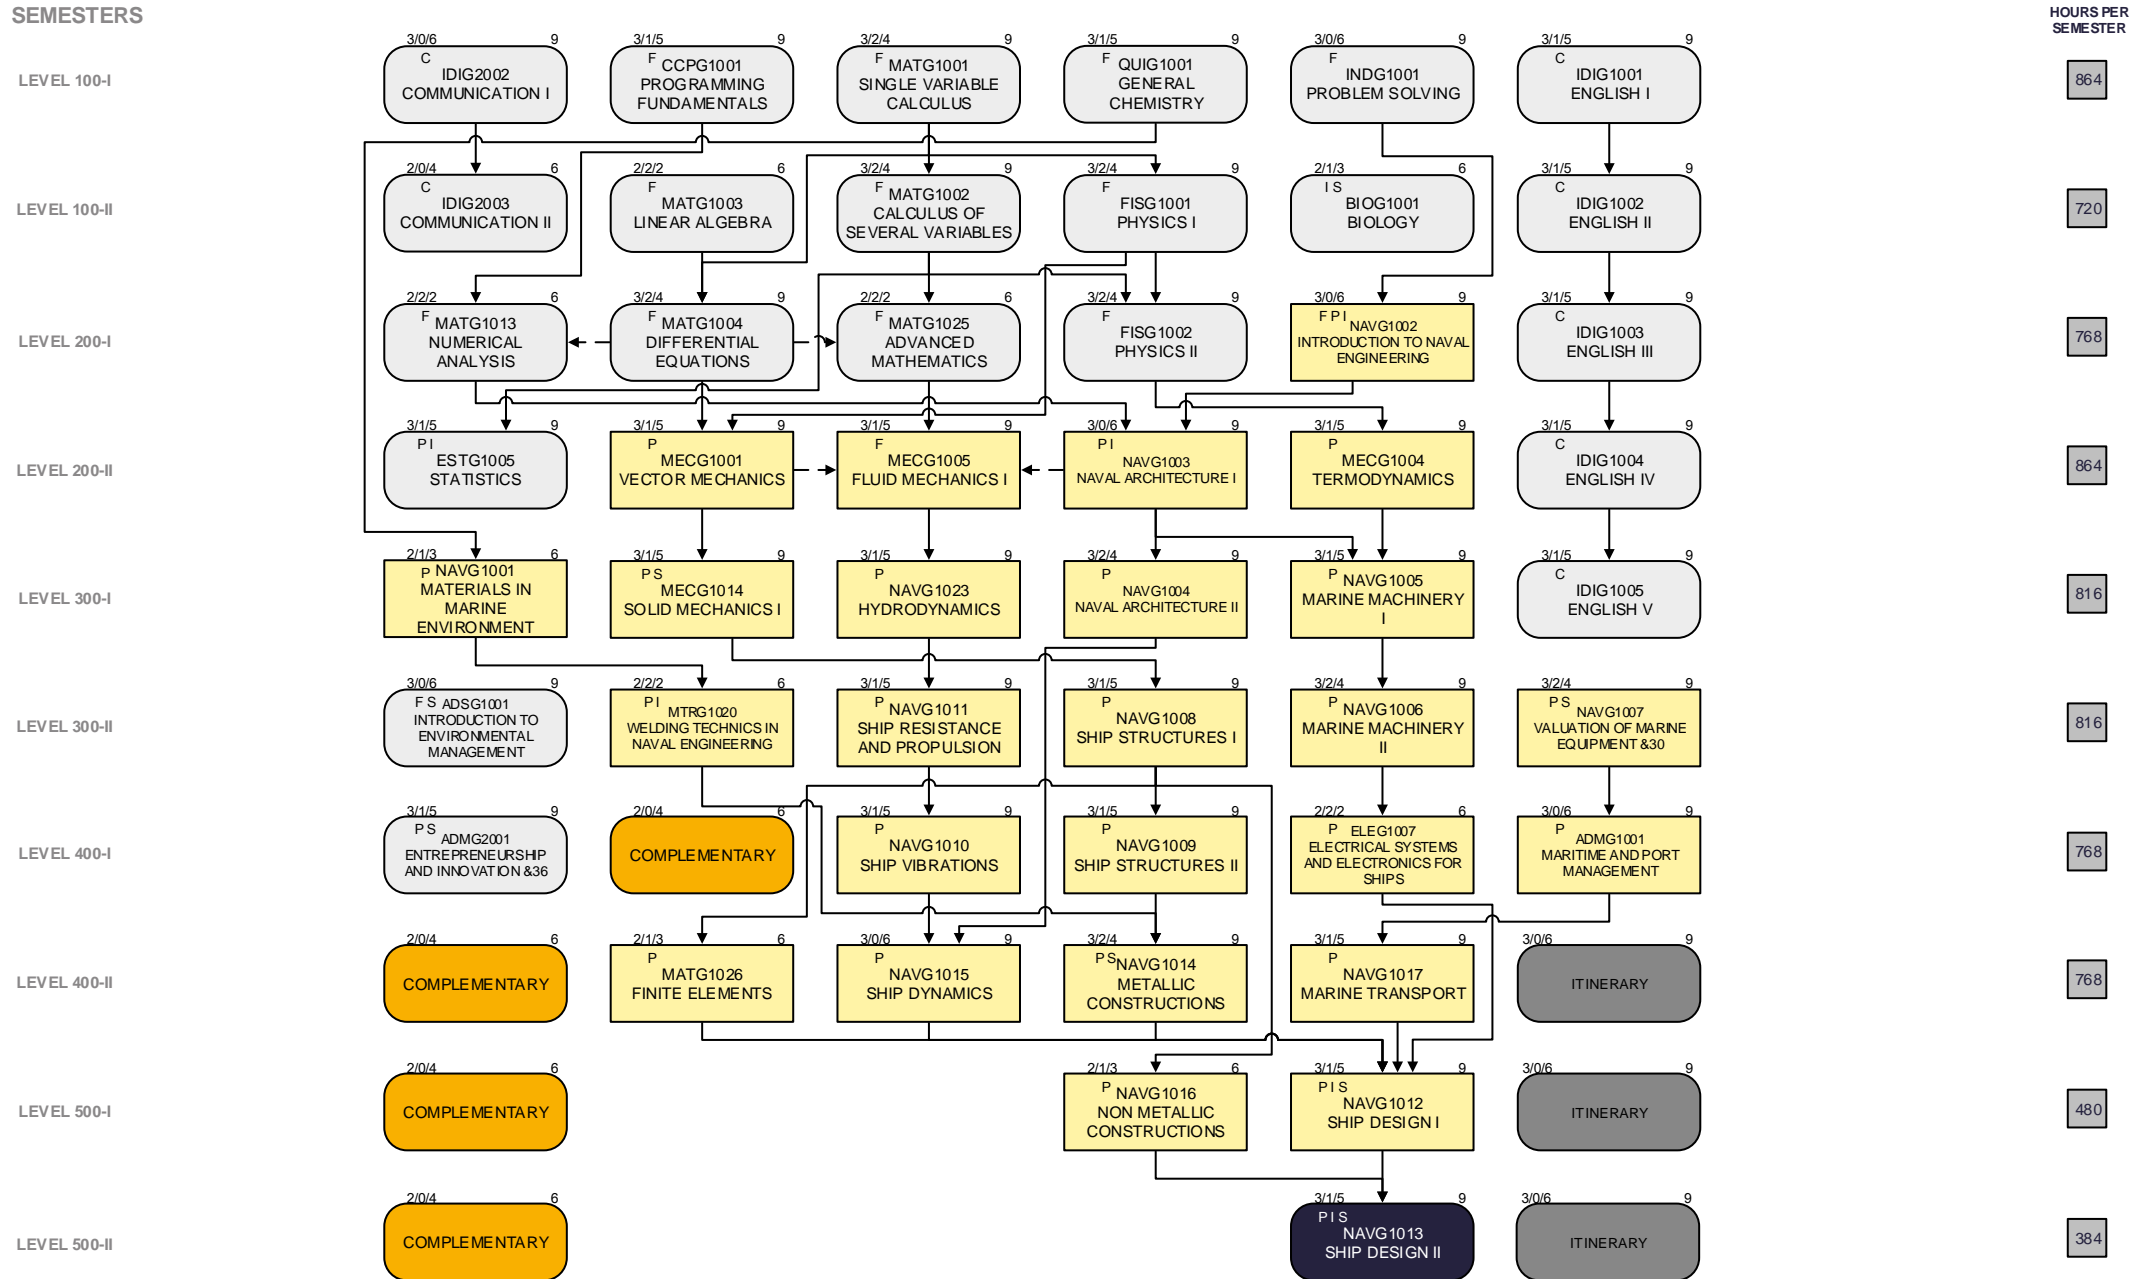 SEMESTERS
HOURS PER
SEMESTER
LEVEL 100-I
3/0/6 9
C
IDIG2002
COMMUNICATION I
3/1/5 9
F CCPG1001
PROGRAMMING
FUNDAMENTALS
3/2/4 9
F MATG1001
SINGLE VARIABLE
CALCULUS
3/1/5 9
F QUIG1001
GENERAL
CHEMISTRY
3/0/6 9
F
INDG1001
PROBLEM SOLVING
3/1/5 9
C
IDIG1001
ENGLISH I
864
LEVEL 100-II
2/0/4 6
C
IDIG2003
COMMUNICATION II
2/2/2 6
F
MATG1003
LINEAR ALGEBRA
3/2/4 9
F MATG1002
CALCULUS OF
SEVERAL VARIABLES
3/2/4 9
F
FISG1001
PHYSICS I
2/1/3 6
I S
BIOG1001
BIOLOGY
3/1/5 9
C
IDIG1002
ENGLISH II
720
LEVEL 200-I
2/2/2 6
F MATG1013
NUMERICAL
ANALYSIS
3/2/4 9
F MATG1004
DIFFERENTIAL
EQUATIONS
2/2/2 6
F MATG1025
ADVANCED
MATHEMATICS
3/2/4 9
F
FISG1002
PHYSICS II
3/0/6 9
F P I
NAVG1002
INTRODUCTION TO NAVAL
ENGINEERING
3/1/5 9
C
IDIG1003
ENGLISH III
768
LEVEL 200-II
3/1/5 9
P I
ESTG1005
STATISTICS
3/1/5 9
P
MECG1001
VECTOR MECHANICS
3/1/5 9
F
MECG1005
FLUID MECHANICS I
3/0/6 9
P I
NAVG1003
NAVAL ARCHITECTURE I
3/1/5 9
P
MECG1004
TERMODYNAMICS
3/1/5 9
C
IDIG1004
ENGLISH IV
864
LEVEL 300-I
2/1/3 6
P NAVG1001
MATERIALS IN
MARINE
ENVIRONMENT
3/1/5 9
P S
MECG1014
SOLID MECHANICS I
3/1/5 9
P
NAVG1023
HYDRODYNAMICS
3/2/4 9
P
NAVG1004
NAVAL ARCHITECTURE II
3/1/5 9
P NAVG1005
MARINE MACHINERY
I
3/1/5 9
C
IDIG1005
ENGLISH V
816
LEVEL 300-II
3/0/6 9
F S ADSG1001
INTRODUCTION TO
ENVIRONMENTAL
MANAGEMENT
2/2/2 6
P I
MTRG1020
WELDING TECHNICS IN
NAVAL ENGINEERING
3/1/5 9
P NAVG1011
SHIP RESISTANCE
AND PROPULSION
3/1/5 9
P
NAVG1008
SHIP STRUCTURES I
3/2/4 9
P NAVG1006
MARINE MACHINERY
II
3/2/4 9
P S
NAVG1007
VALUATION OF MARINE
EQUIPMENT &30
816
LEVEL 400-I
3/1/5 9
P S
ADMG2001
ENTREPRENEURSHIP
AND INNOVATION &36
2/0/4 6
COMPLEMENTARY
3/1/5 9
P
NAVG1010
SHIP VIBRATIONS
3/1/5 9
P
NAVG1009
SHIP STRUCTURES II
2/2/2 6
P ELEG1007
ELECTRICAL SYSTEMS
AND ELECTRONICS FOR
SHIPS
3/0/6 9
P
ADMG1001
MARITIME AND PORT
MANAGEMENT
768
LEVEL 400-II
2/0/4 6
COMPLEMENTARY
2/1/3 6
P
MATG1026
FINITE ELEMENTS
3/0/6 9
P
NAVG1015
SHIP DYNAMICS
3/2/4 9
P S NAVG1014
METALLIC
CONSTRUCTIONS
3/1/5 9
P
NAVG1017
MARINE TRANSPORT
3/0/6 9
ITINERARY
768
LEVEL 500-I
2/0/4 6
COMPLEMENTARY
2/1/3 6
P NAVG1016
NON METALLIC
CONSTRUCTIONS
3/1/5 9
P I S
NAVG1012
SHIP DESIGN I
3/0/6 9
ITINERARY
480
LEVEL 500-II
2/0/4 6
COMPLEMENTARY
3/1/5 9
P I S
NAVG1013
SHIP DESIGN II
3/0/6 9
ITINERARY
384